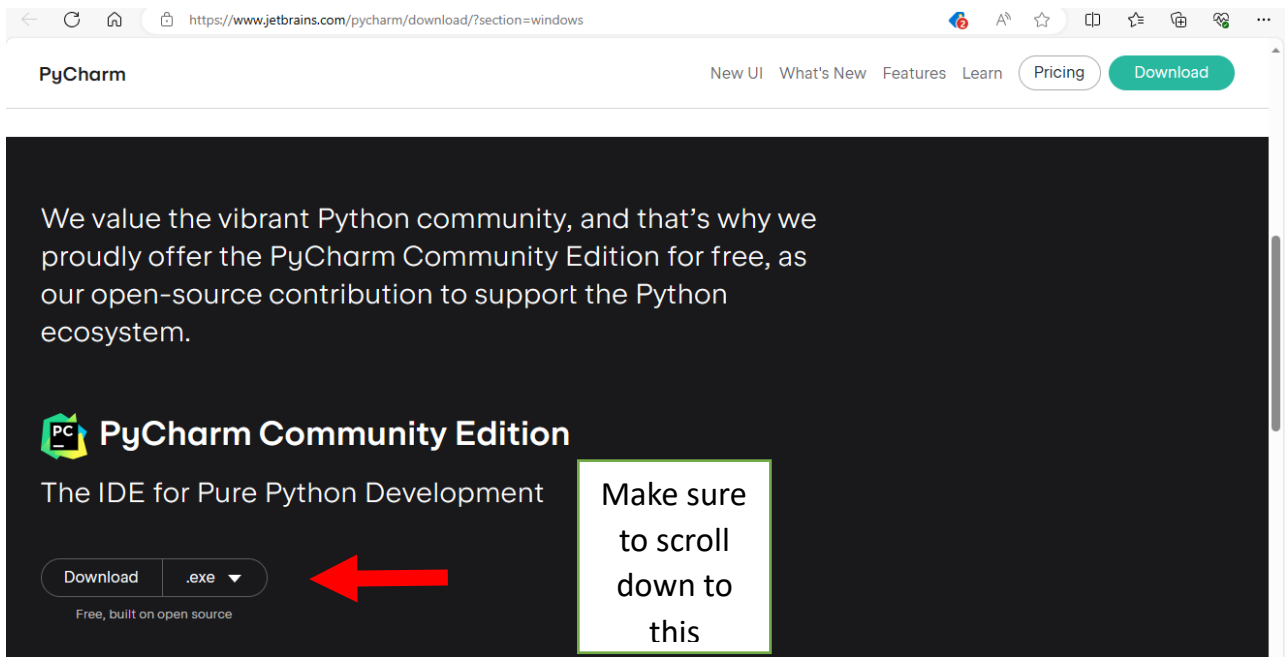 https://www.jetbrains.com/pycharm/download/?section=windows
2
A
PyCharm
New UI What's New Features Learn Pricing Download
We value the vibrant Python community, and that's why we
proudly offer the PyCharm Community Edition for free, as
our open-source contribution to support the Python
ecosystem.
PC PyCharm Community Edition
The IDE for Pure Python Development
Download .exe
Free, built on open source
Make sure
to scroll
down to
this